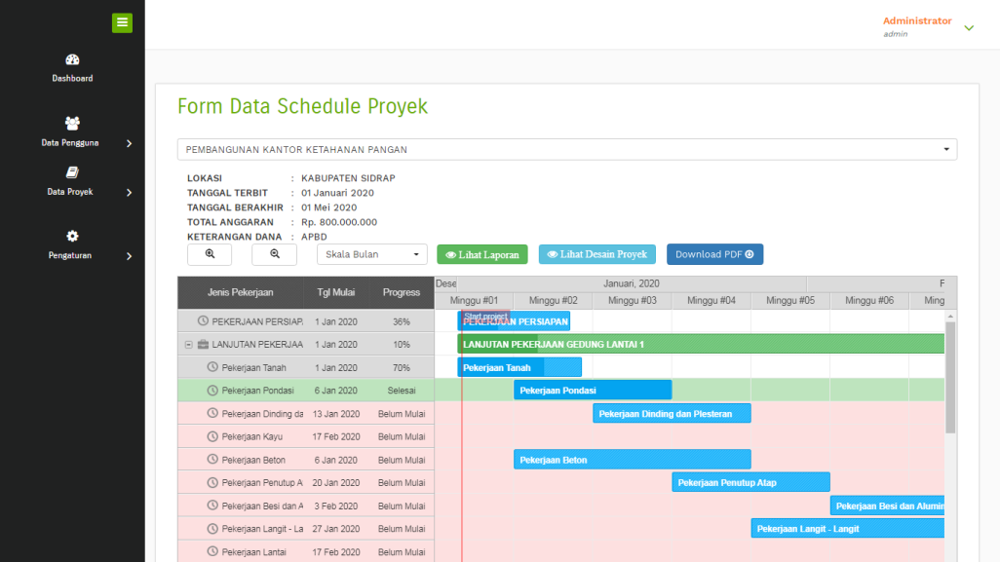 Administrator
admin
Dashboard
Data Pengguna
Data Proyek
Pengaturan
Form Data Schedule Proyek
PEMBANGUNAN KANTOR KETAHANAN PANGAN
LOKASI : KABUPATEN SIDRAP
TANGGAL TERBIT : 01 Januari 2020
TANGGAL BERAKHIR : 01 Mei 2020
TOTAL ANGGARAN : Rp. 800.000.000
KETERANGAN DANA : APBD
Skala Bulan Lihat Laporan Lihat Desain Proyek Download PDF
Jenis Pekerjaan Tgl Mulai Progress
Dese Januari, 2020 F
Minggu #01 Minggu #02 Minggu #03 Minggu #04 Minggu #05 Minggu #06 Ming
Start project
PEKERJAAN PERSIAP. 1 Jan 2020 36% PEKERJAAN PERSIAPAN
LANJUTAN PEKERJAA 1 Jan 2020 10% LANJUTAN PEKERJAAN GEDUNG LANTAI 1
Pekerjaan Tanah 1 Jan 2020 70% Pekerjaan Tanah
Pekerjaan Pondasi 6 Jan 2020 Selesai Pekerjaan Pondasi
Pekerjaan Dinding da 13 Jan 2020 Belum Mulai Pekerjaan Dinding dan Plesteran
Pekerjaan Kayu 17 Feb 2020 Belum Mulai
Pekerjaan Beton 6 Jan 2020 Belum Mulai Pekerjaan Beton
Pekerjaan Penutup A 20 Jan 2020 Belum Mulai Pekerjaan Penutup Atap
Pekerjaan Besi dan A 3 Feb 2020 Belum Mulai Pekerjaan Besi dan Alumin
Pekerjaan Langit - La 27 Jan 2020 Belum Mulai Pekerjaan Langit - Langit
Pekerjaan Lantai 17 Feb 2020 Belum Mulai